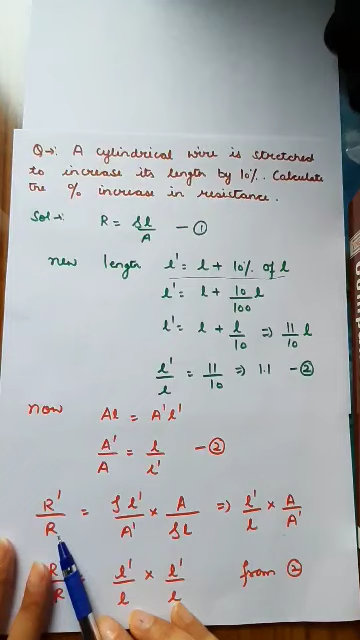 Q→: A cylindrical wire is stretched
to increase its length by 10%. Calculate
the % increase in resistance.
Sol→: R = ρl/A — ①
new length l' = l + 10% of l
l' = l + 10/100 l
l' = l + l/10 ⇒ 11/10 l
l'/l = 11/10 ⇒ 1.1 — ②
now Al = A'l'
A'/A = l/l' — ②
R'/R = ρl'/A' × A/ρl ⇒ l'/l × A/A'
R/R l'/l × l'/l from ②